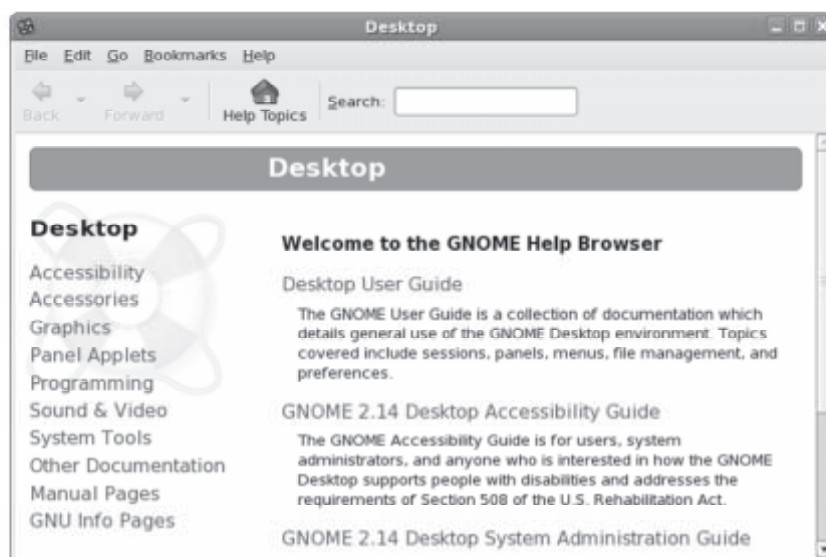 Desktop
File Edit Go Bookmarks Help
Back Forward Help Topics Search:
Desktop
Desktop
Accessibility
Accessories
Graphics
Panel Applets
Programming
Sound & Video
System Tools
Other Documentation
Manual Pages
GNU Info Pages
Welcome to the GNOME Help Browser
Desktop User Guide
The GNOME User Guide is a collection of documentation which
details general use of the GNOME Desktop environment. Topics
covered include sessions, panels, menus, file management, and
preferences.
GNOME 2.14 Desktop Accessibility Guide
The GNOME Accessibility Guide is for users, system
administrators, and anyone who is interested in how the GNOME
Desktop supports people with disabilities and addresses the
requirements of Section 508 of the U.S. Rehabilitation Act.
GNOME 2.14 Desktop System Administration Guide